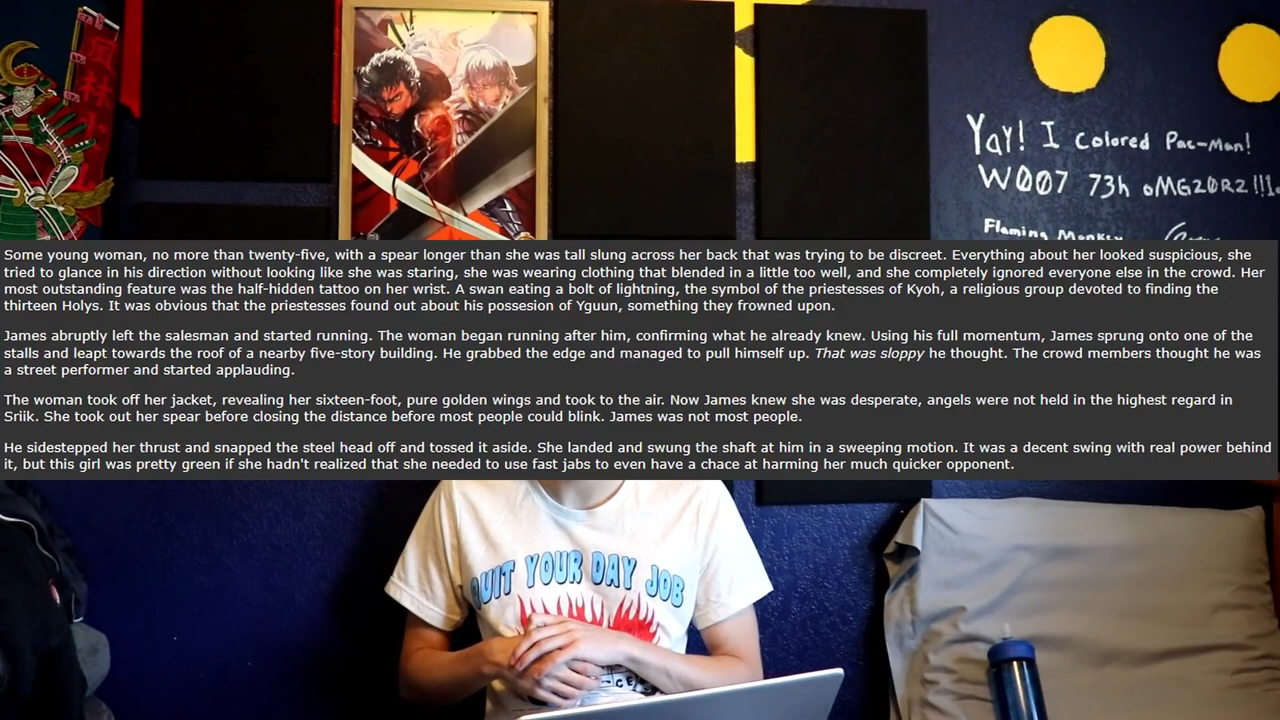 風林火
Yay! I Colored Pac-Man!
W007 73h oMG20R2!!!1
Flaming Monkey
Some young woman, no more than twenty-five, with a spear longer than she was tall slung across her back that was trying to be discreet. Everything about her looked suspicious, she
tried to glance in his direction without looking like she was staring, she was wearing clothing that blended in a little too well, and she completely ignored everyone else in the crowd. Her
most outstanding feature was the half-hidden tattoo on her wrist. A swan eating a bolt of lightning, the symbol of the priestesses of Kyoh, a religious group devoted to finding the
thirteen Holys. It was obvious that the priestesses found out about his possesion of Yguun, something they frowned upon.
James abruptly left the salesman and started running. The woman began running after him, confirming what he already knew. Using his full momentum, James sprung onto one of the
stalls and leapt towards the roof of a nearby five-story building. He grabbed the edge and managed to pull himself up. That was sloppy he thought. The crowd members thought he was
a street performer and started applauding.
The woman took off her jacket, revealing her sixteen-foot, pure golden wings and took to the air. Now James knew she was desperate, angels were not held in the highest regard in
Sriik. She took out her spear before closing the distance before most people could blink. James was not most people.
He sidestepped her thrust and snapped the steel head off and tossed it aside. She landed and swung the shaft at him in a sweeping motion. It was a decent swing with real power behind
it, but this girl was pretty green if she hadn't realized that she needed to use fast jabs to even have a chace at harming her much quicker opponent.
QUIT YOUR DAY JOB